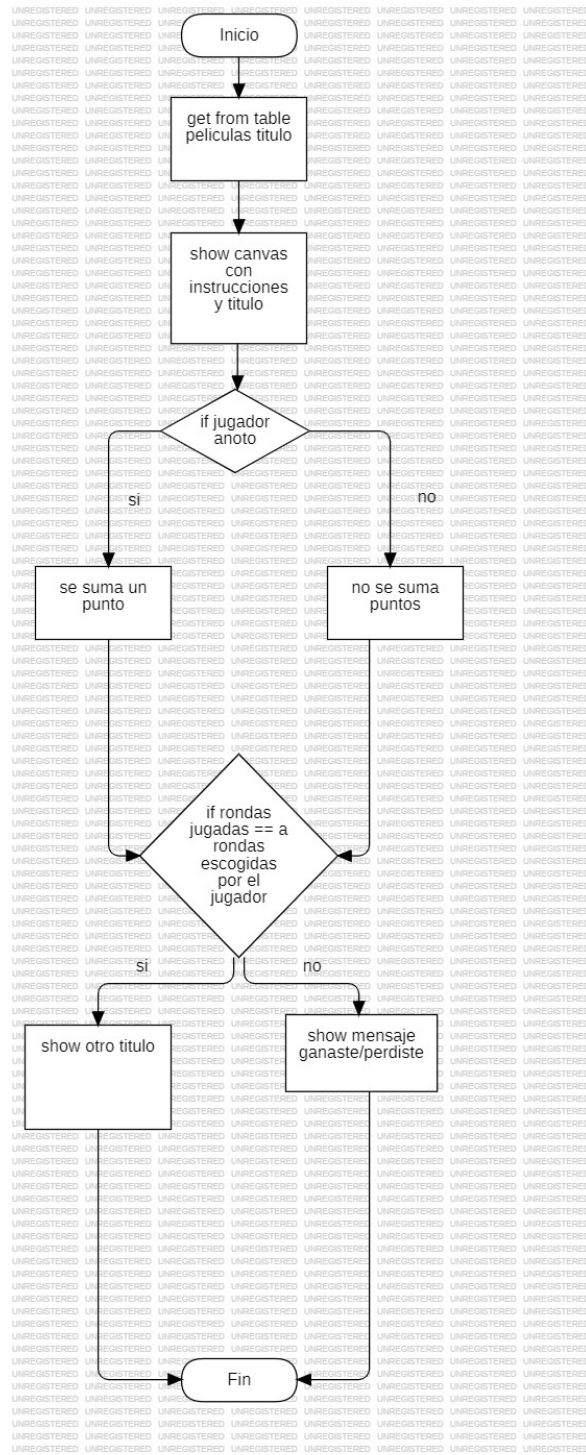 Inicio
get from table
peliculas titulo
show canvas
con
instrucciones
y titulo
if jugador
anoto
si
no
se suma un
punto
no se suma
puntos
if rondas
jugadas == a
rondas
escogidas
por el
jugador
si
no
show otro titulo
show mensaje
ganaste/perdiste
Fin
UNREGISTERED